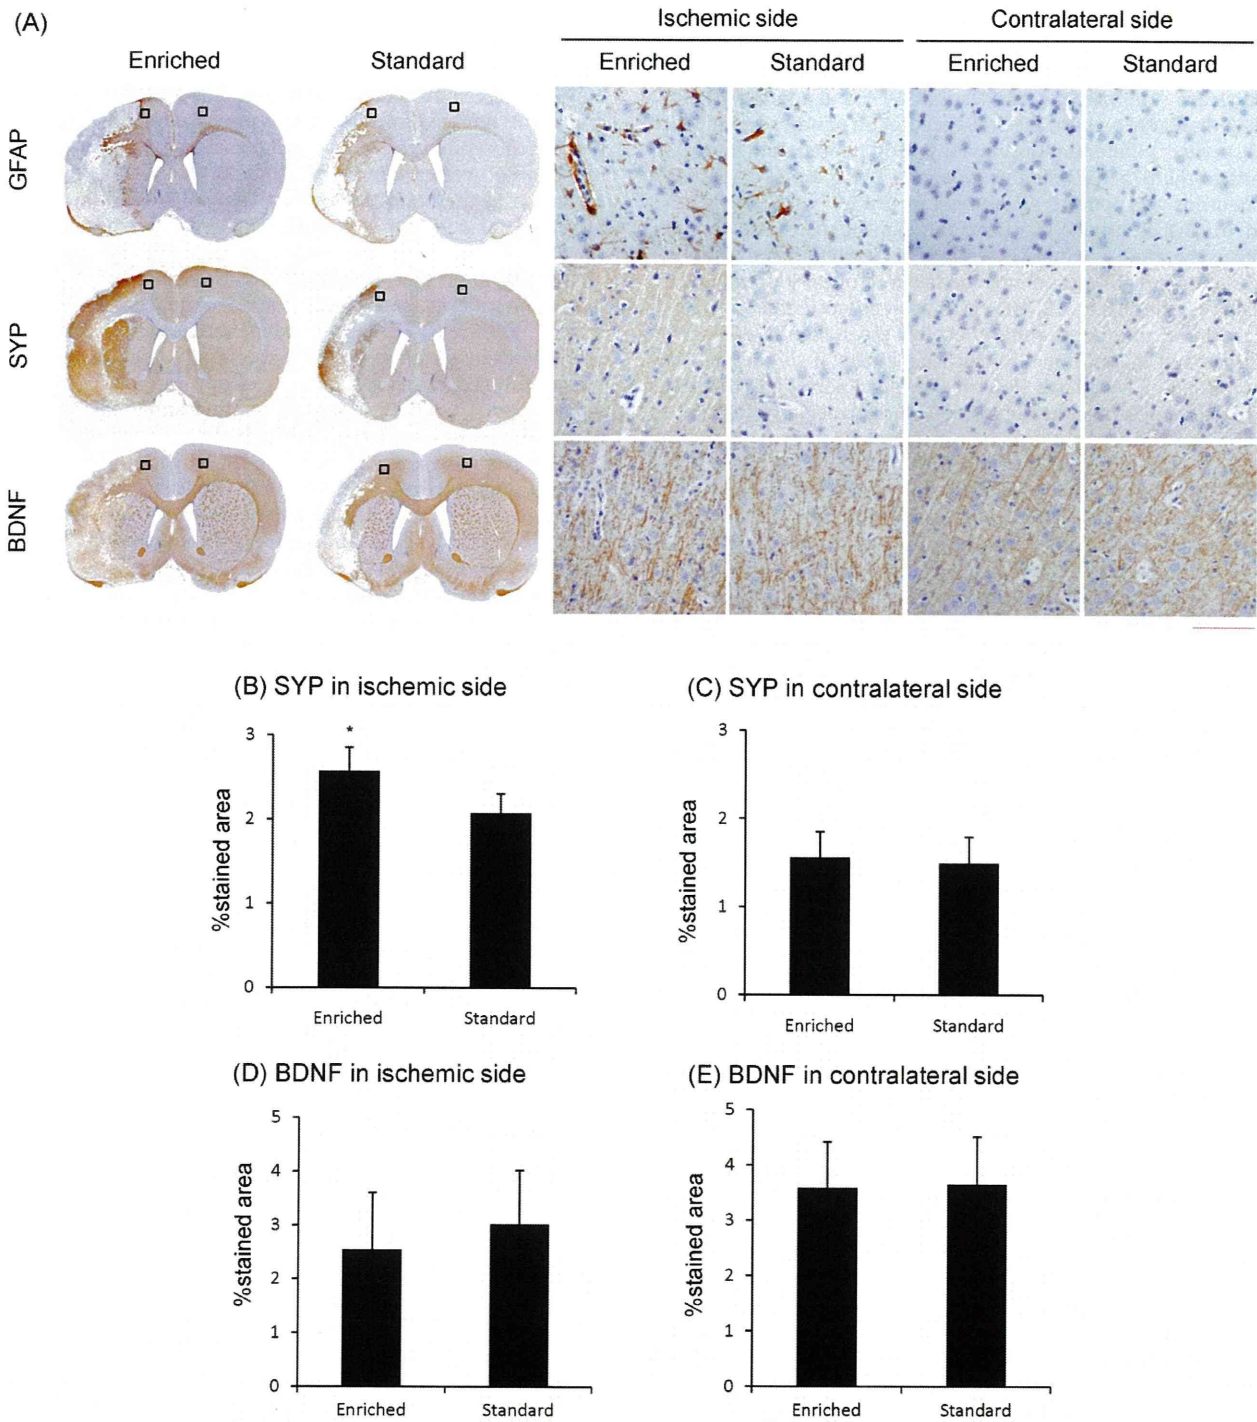 (A)
Ischemic side
Contralateral side
Enriched
Standard
Enriched
Standard
Enriched
Standard
GFAP
SYP
BDNF
(B) SYP in ischemic side
(C) SYP in contralateral side
%stained area
3
2
1
0
*
Enriched
Standard
%stained area
3
2
1
0
Enriched
Standard
(D) BDNF in ischemic side
(E) BDNF in contralateral side
%stained area
5
4
3
2
1
0
Enriched
Standard
%stained area
5
4
3
2
1
0
Enriched
Standard